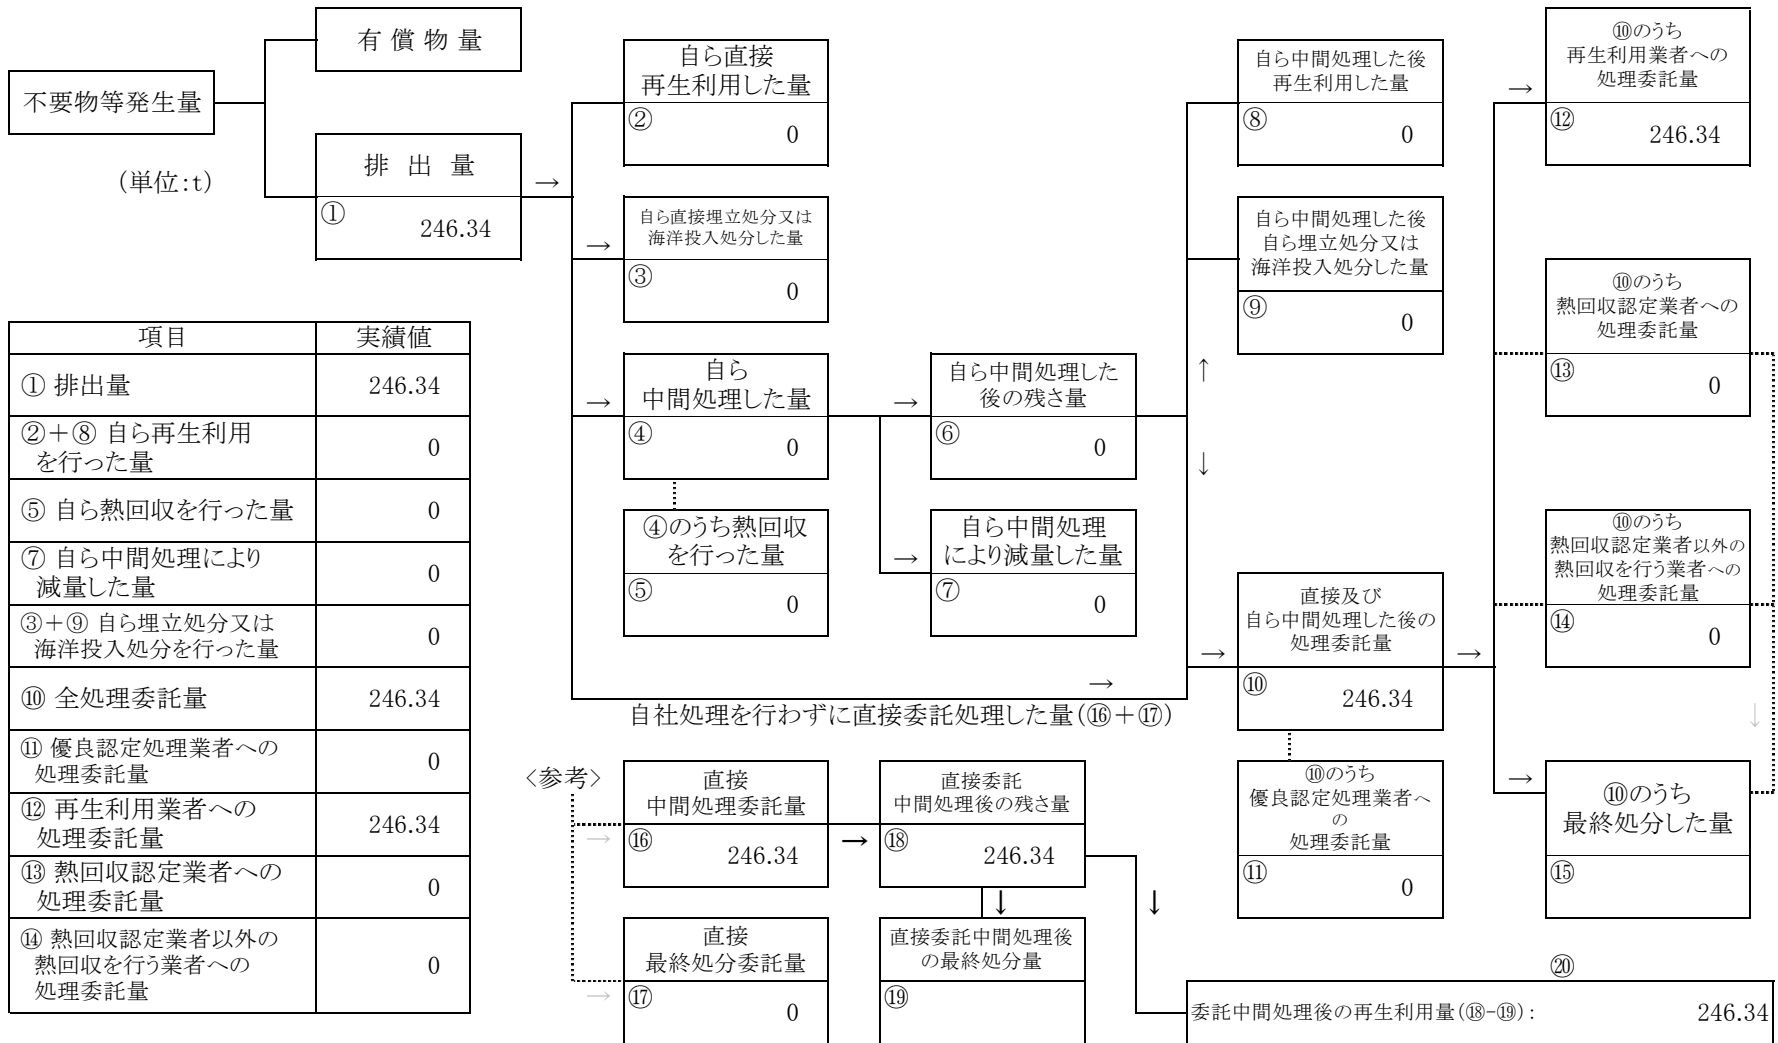 有 償 物 量
不要物等発生量
(単位:t)
排 出 量
①
246.34
→
自ら直接
再生利用した量
②
0
→
自ら直接埋立処分又は
海洋投入処分した量
③
0
→
自ら
中間処理した量
④
0
④のうち熱回収
を行った量
⑤
0
→
自ら中間処理した
後の残さ量
⑥
0
→
自ら中間処理
により減量した量
⑦
0
自ら中間処理した後
再生利用した量
⑧
0
自ら中間処理した後
自ら埋立処分又は
海洋投入処分した量
⑨
0
↑
↓
→
直接及び
自ら中間処理した後の
処理委託量
⑩
246.34
→
→
自社処理を行わずに直接委託処理した量(⑯+⑰)
⑩のうち
優良認定処理業者へ
の
処理委託量
⑪
0
→
⑩のうち
再生利用業者への
処理委託量
⑫
246.34
⑩のうち
熱回収認定業者への
処理委託量
⑬
0
⑩のうち
熱回収認定業者以外の
熱回収を行う業者への
処理委託量
⑭
0
↓
→
⑩のうち
最終処分した量
⑮
項目 実績値
① 排出量 246.34
②+⑧ 自ら再生利用
を行った量 0
⑤ 自ら熱回収を行った量 0
⑦ 自ら中間処理により
減量した量 0
③+⑨ 自ら埋立処分又は
海洋投入処分を行った量 0
⑩ 全処理委託量 246.34
⑪ 優良認定処理業者への
処理委託量 0
⑫ 再生利用業者への
処理委託量 246.34
⑬ 熱回収認定業者への
処理委託量 0
⑭ 熱回収認定業者以外の
熱回収を行う業者への
処理委託量 0
<参考>
→
直接
中間処理委託量
⑯
246.34
→
直接委託
中間処理後の残さ量
⑱
246.34
↓
↓
→
直接
最終処分委託量
⑰
0
直接委託中間処理後
の最終処分量
⑲
⑳
委託中間処理後の再生利用量(⑱-⑲): 246.34